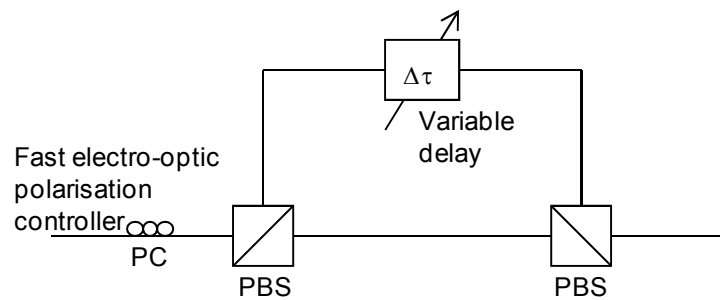 Δτ
Variable
delay
Fast electro-optic
polarisation
controller
PC
PBS
PBS